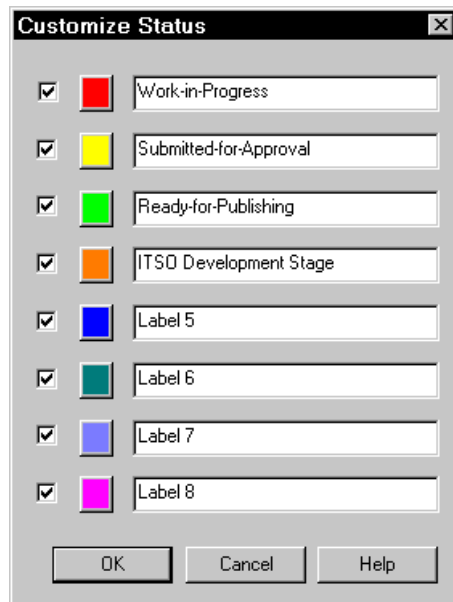 Customize Status
Work-in-Progress
Submitted-for-Approval
Ready-for-Publishing
ITSO Development Stage
Label 5
Label 6
Label 7
Label 8
OK Cancel Help